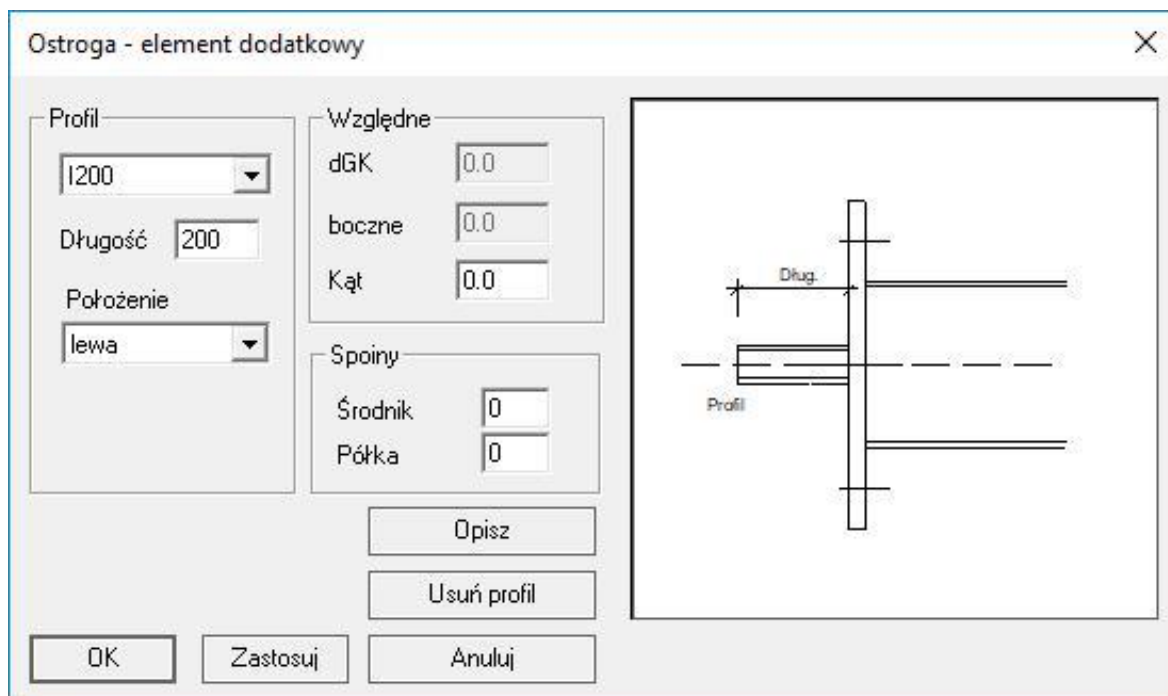 Ostroga - element dodatkowy
Profil
I200
Długość 200
Położenie
lewa
Względne
dGK 0.0
boczne 0.0
Kąt 0.0
Spoiny
Środnik 0
Półka 0
Opisz
Usuń profil
OK
Zastosuj
Anuluj
Dług.
Profil